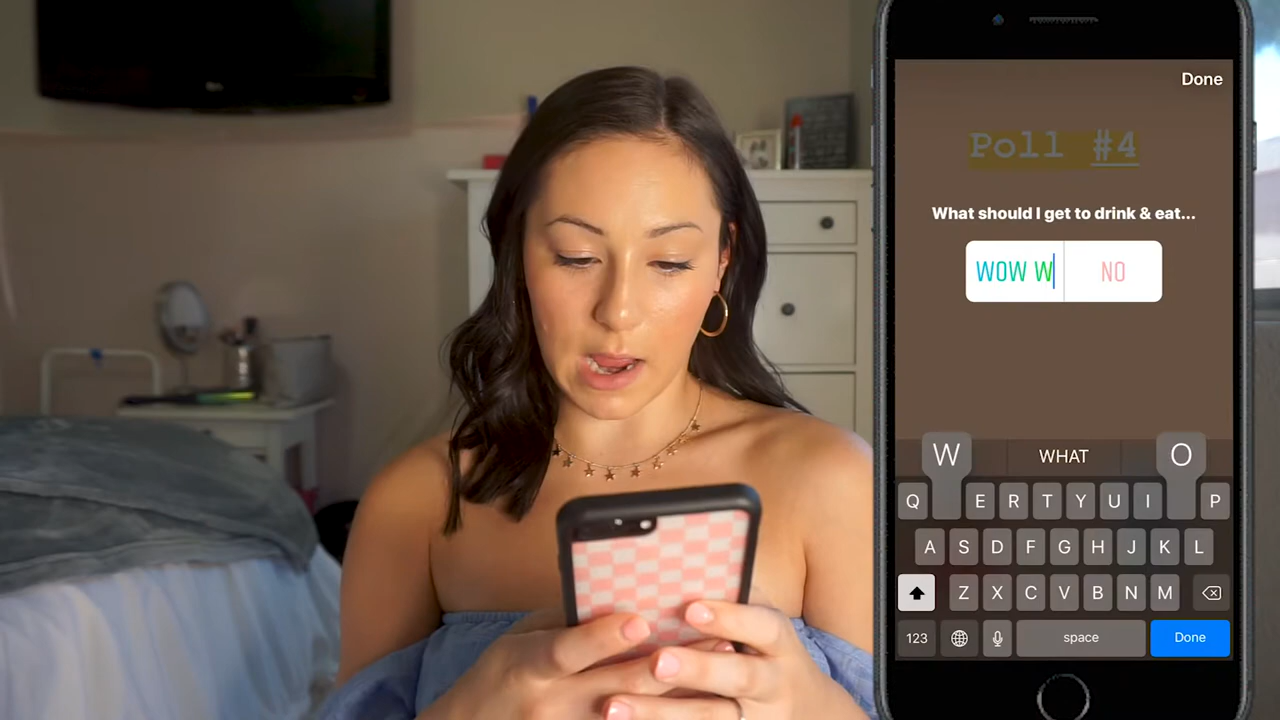 Done
Poll #4
What should I get to drink & eat...
WOW W
NO
W
WHAT
O
Q E R T Y U I P
A S D F G H J K L
Z X C V B N M
123 space Done